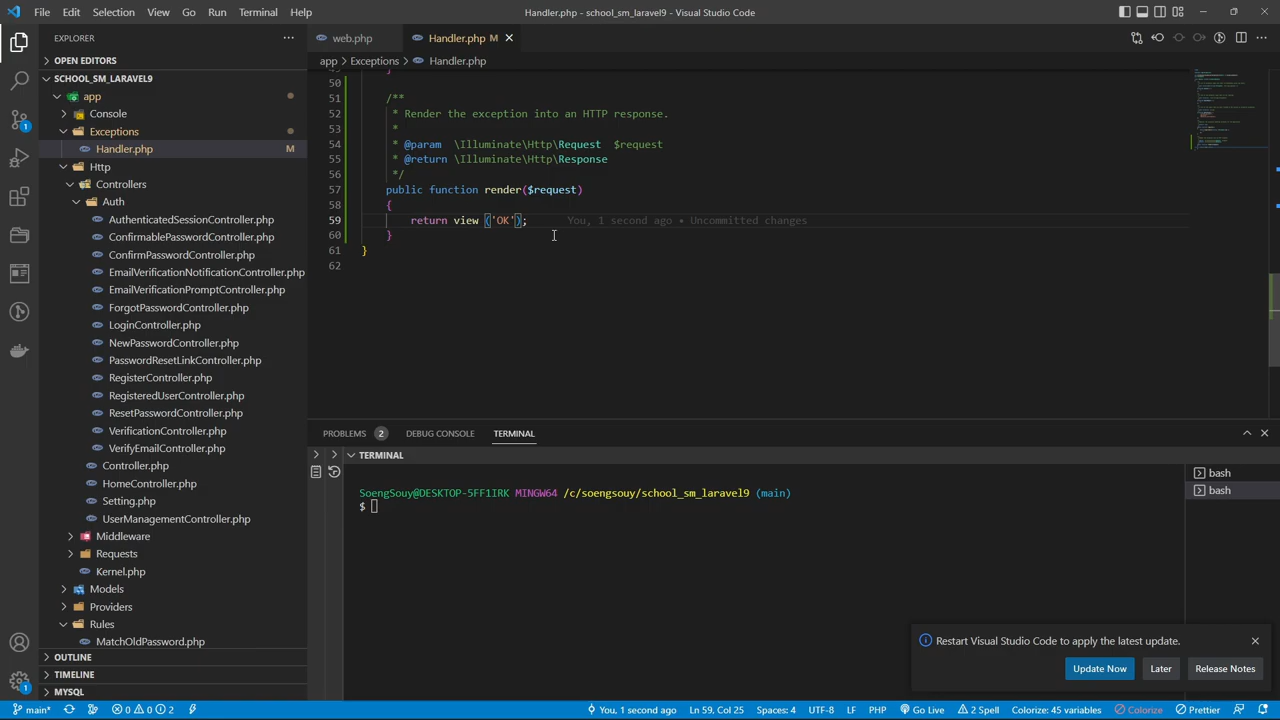 File Edit Selection View Go Run Terminal Help
Handler.php - school_sm_laravel9 - Visual Studio Code
EXPLORER
OPEN EDITORS
SCHOOL_SM_LARAVEL9
app
Console
Exceptions
Handler.php M
Http
Controllers
Auth
AuthenticatedSessionController.php
ConfirmablePasswordController.php
ConfirmPasswordController.php
EmailVerificationNotificationController.php
EmailVerificationPromptController.php
ForgotPasswordController.php
LoginController.php
NewPasswordController.php
PasswordResetLinkController.php
RegisterController.php
RegisteredUserController.php
ResetPasswordController.php
VerificationController.php
VerifyEmailController.php
Controller.php
HomeController.php
Setting.php
UserManagementController.php
Middleware
Requests
Kernel.php
Models
Providers
Rules
MatchOldPassword.php
OUTLINE
TIMELINE
MYSQL
web.php
Handler.php M
app > Exceptions > Handler.php
49 }
50
51 /**
52 * Render the exception into an HTTP response.
53 *
54 * @param \Illuminate\Http\Request $request
55 * @return \Illuminate\Http\Response
56 */
57 public function render($request)
58 {
59 return view ('OK'); You, 1 second ago • Uncommitted changes
60 }
61 }
62
PROBLEMS 2 DEBUG CONSOLE TERMINAL
TERMINAL
SoengSouy@DESKTOP-5FF1IRK MINGW64 /c/soengsouy/school_sm_laravel9 (main)
$
bash
bash
Restart Visual Studio Code to apply the latest update.
Update Now Later Release Notes
1
1
main* 0 0 2 You, 1 second ago Ln 59, Col 25 Spaces: 4 UTF-8 LF PHP Go Live 2 Spell Colorize: 45 variables Colorize Prettier